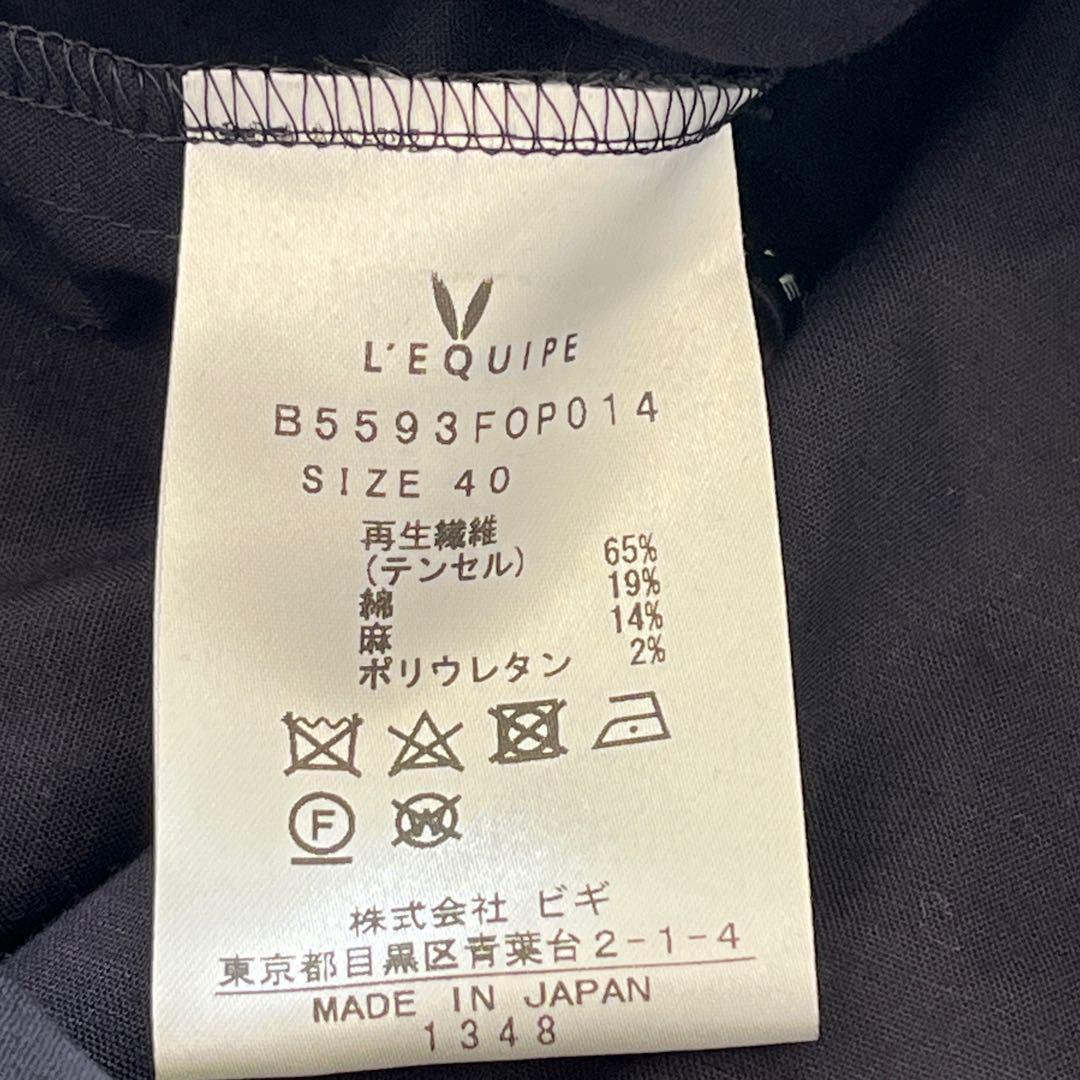 L'EQUIPE
B5593FOP014
SIZE 40
再生繊維
(テンセル) 65%
綿 19%
麻 14%
ポリウレタン 2%
F
W
株式会社 ビギ
東京都目黒区青葉台2-1-4
MADE IN JAPAN
1348
E